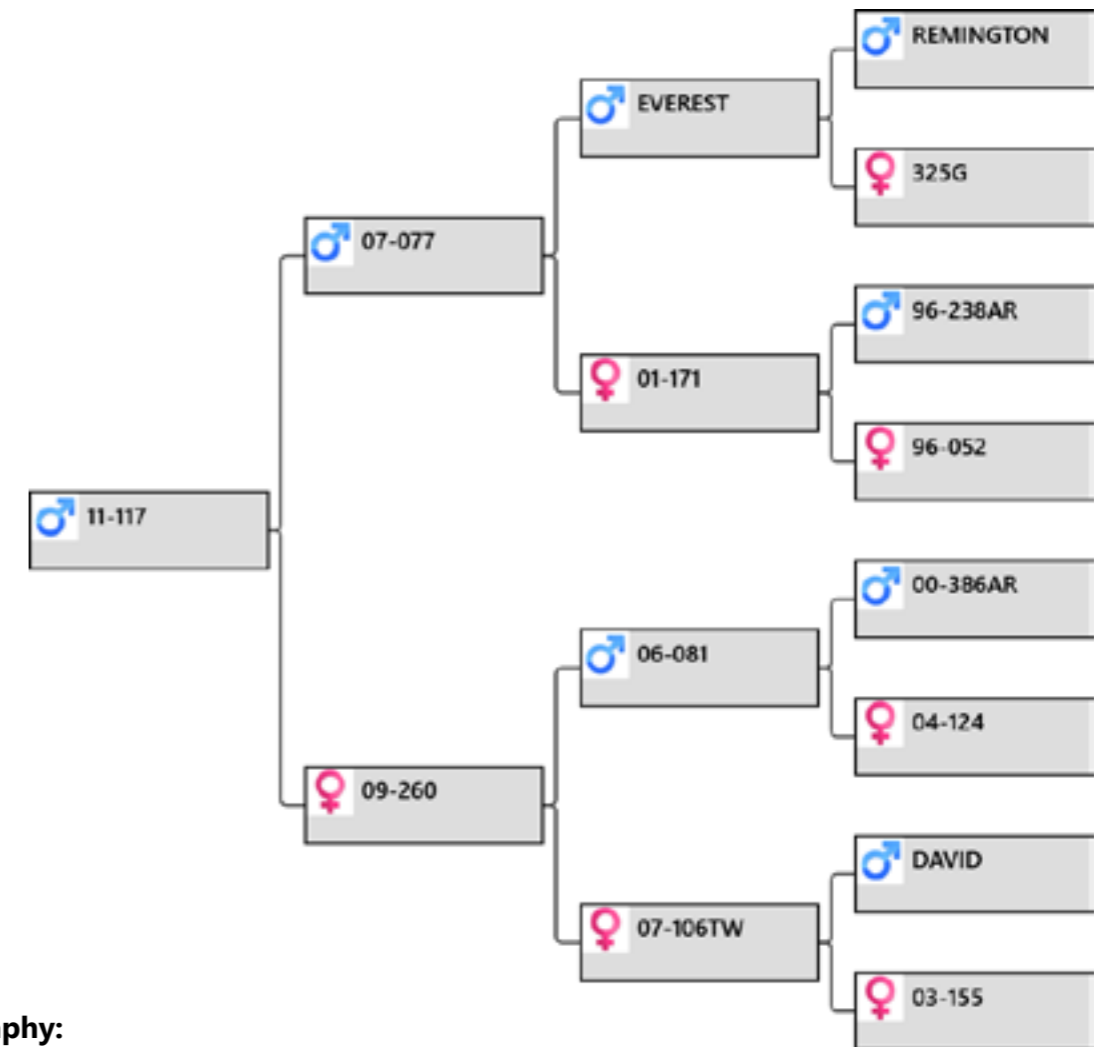 REMINGTON
EVEREST
325G
07-077
96-238AR
01-171
96-052
11-117
00-386AR
06-081
04-124
09-260
DAVID
07-106TW
03-155
aphy: